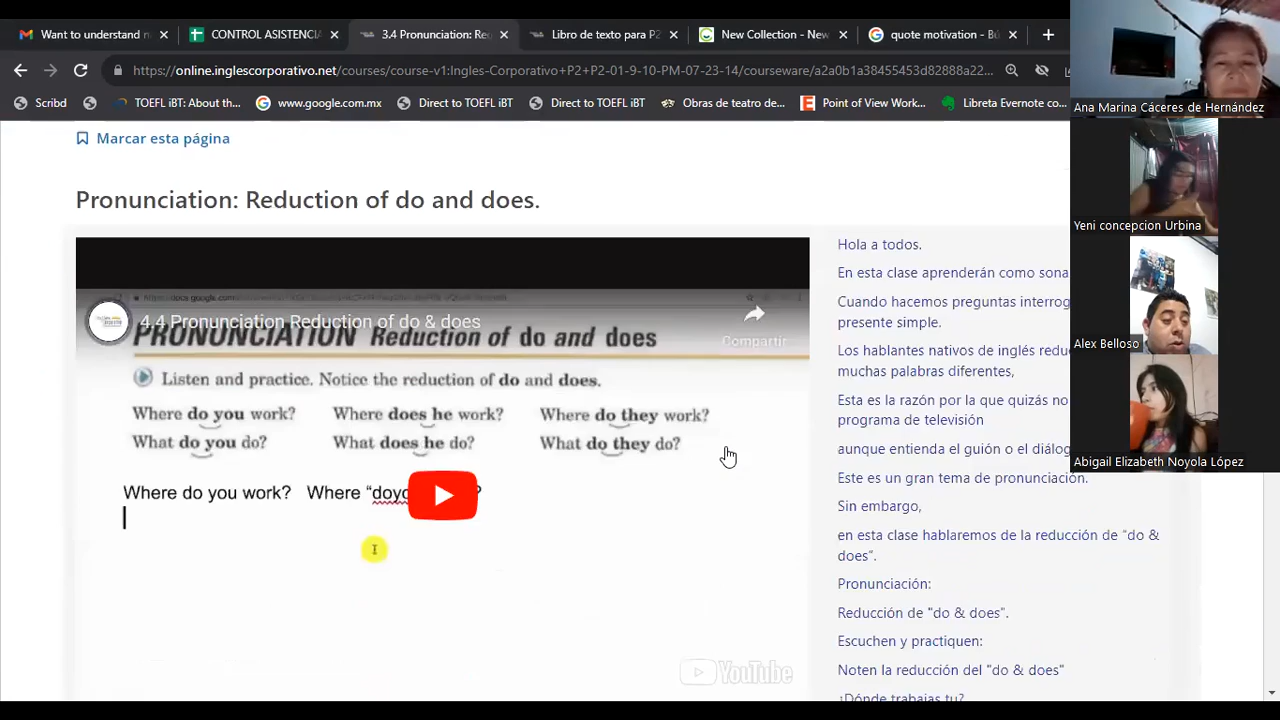 Want to understand n
CONTROL ASISTENCI
3.4 Pronunciation: Re
Libro de texto para P2
New Collection - New
quote motivation - Bú
https://online.inglescorporativo.net/courses/course-v1:Ingles-Corporativo+P2+P2-01-9-10-PM-07-23-14/courseware/a2a0b1a38455453d82888a22...
Scribd
TOEFL iBT: About th...
www.google.com.mx
Direct to TOEFL iBT
Direct to TOEFL iBT
Obras de teatro de...
Point of View Work...
Libreta Evernote co...
Marcar esta página
Pronunciation: Reduction of do and does.
4.4 Pronunciation Reduction of do & does
Compartir
PRONUNCIATION Reduction of do and does
Listen and practice. Notice the reduction of do and does.
Where do you work? Where does he work? Where do they work?
What do you do? What does he do? What do they do?
Where do you work? Where “doyo ?
YouTube
Hola a todos.
En esta clase aprenderán como sona
Cuando hacemos preguntas interrog
presente simple.
Los hablantes nativos de inglés redu
muchas palabras diferentes,
Esta es la razón por la que quizás no
programa de televisión
aunque entienda el guión o el diálog
Este es un gran tema de pronunciación.
Sin embargo,
en esta clase hablaremos de la reducción de “do &
does”.
Pronunciación:
Reducción de "do & does".
Escuchen y practiquen:
Noten la reducción del "do & does"
¿Dónde trabajas tu?
Ana Marina Cáceres de Hernández
Yeni concepcion Urbina
Alex Belloso
Abigail Elizabeth Noyola López